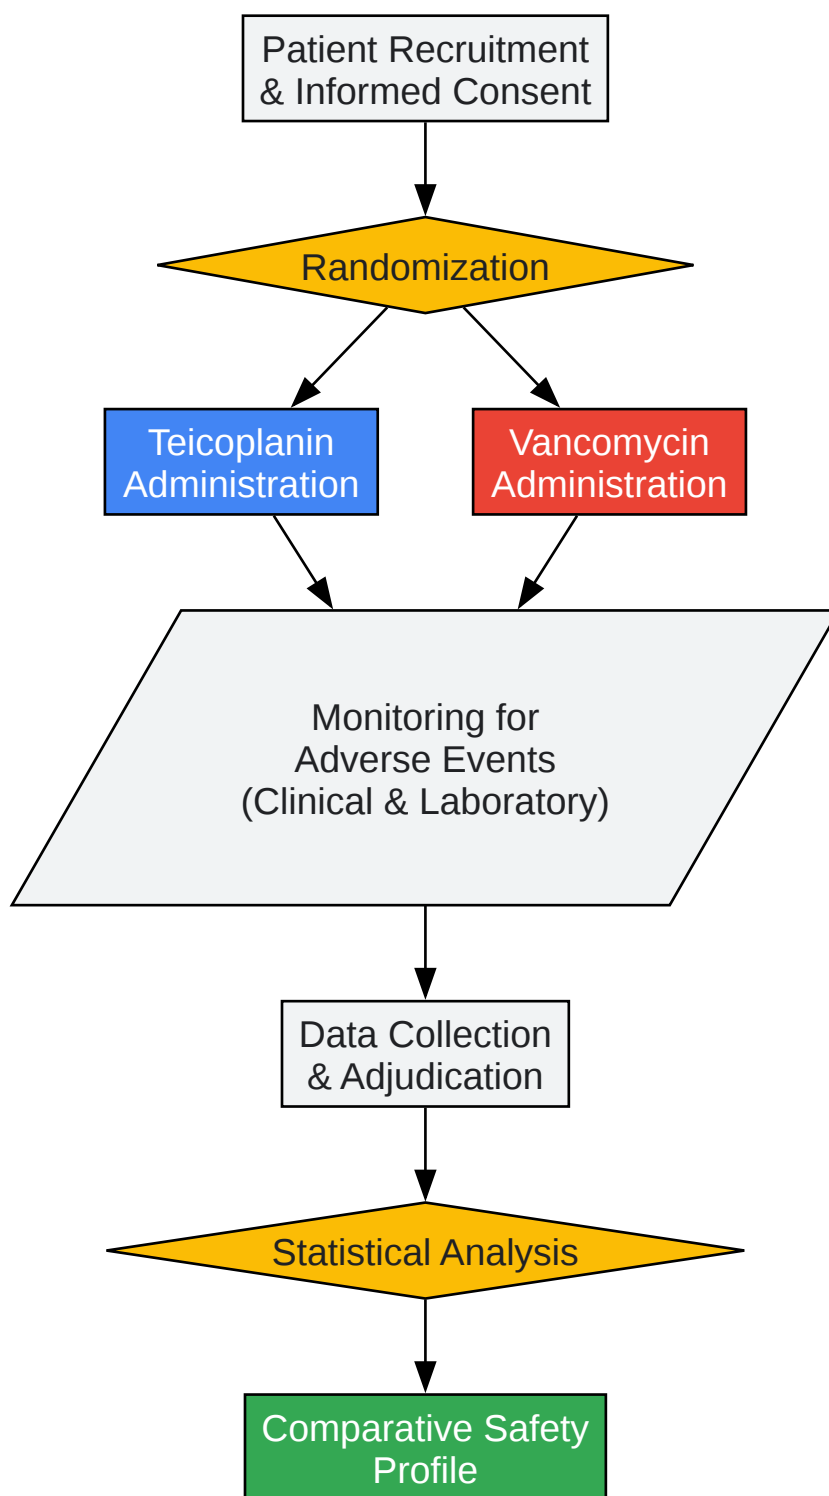 Patient Recruitment
& Informed Consent
Randomization
Teicoplanin
Administration
Vancomycin
Administration
Monitoring for
Adverse Events
(Clinical & Laboratory)
Data Collection
& Adjudication
Statistical Analysis
Comparative Safety
Profile